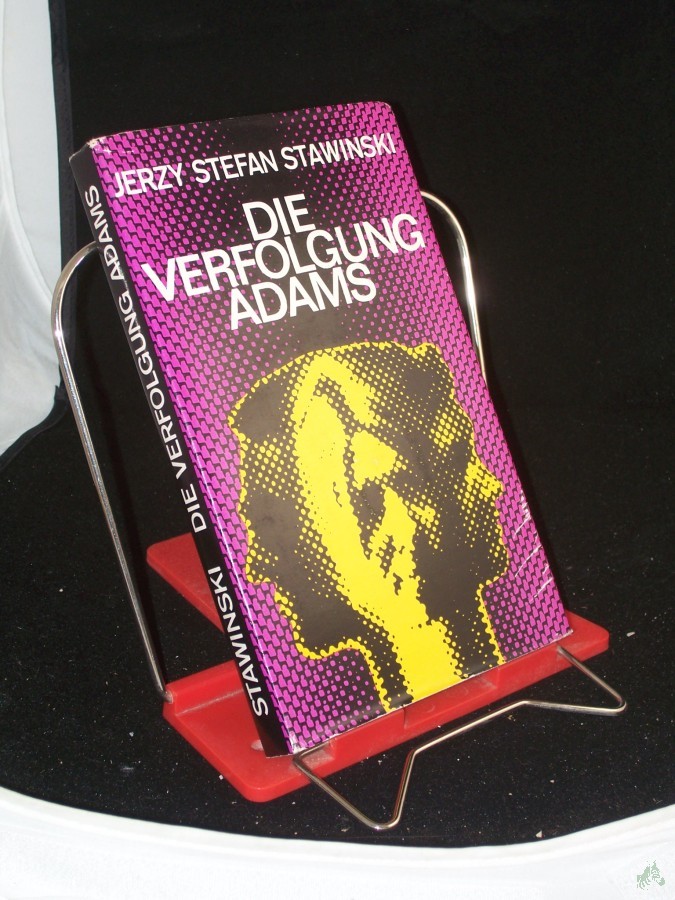 JERZY STEFAN STAWINSKI
DIE
VERFOLGUNG
ADAMS
STAWINSKI DIE VERFOLGUNG ADAMS